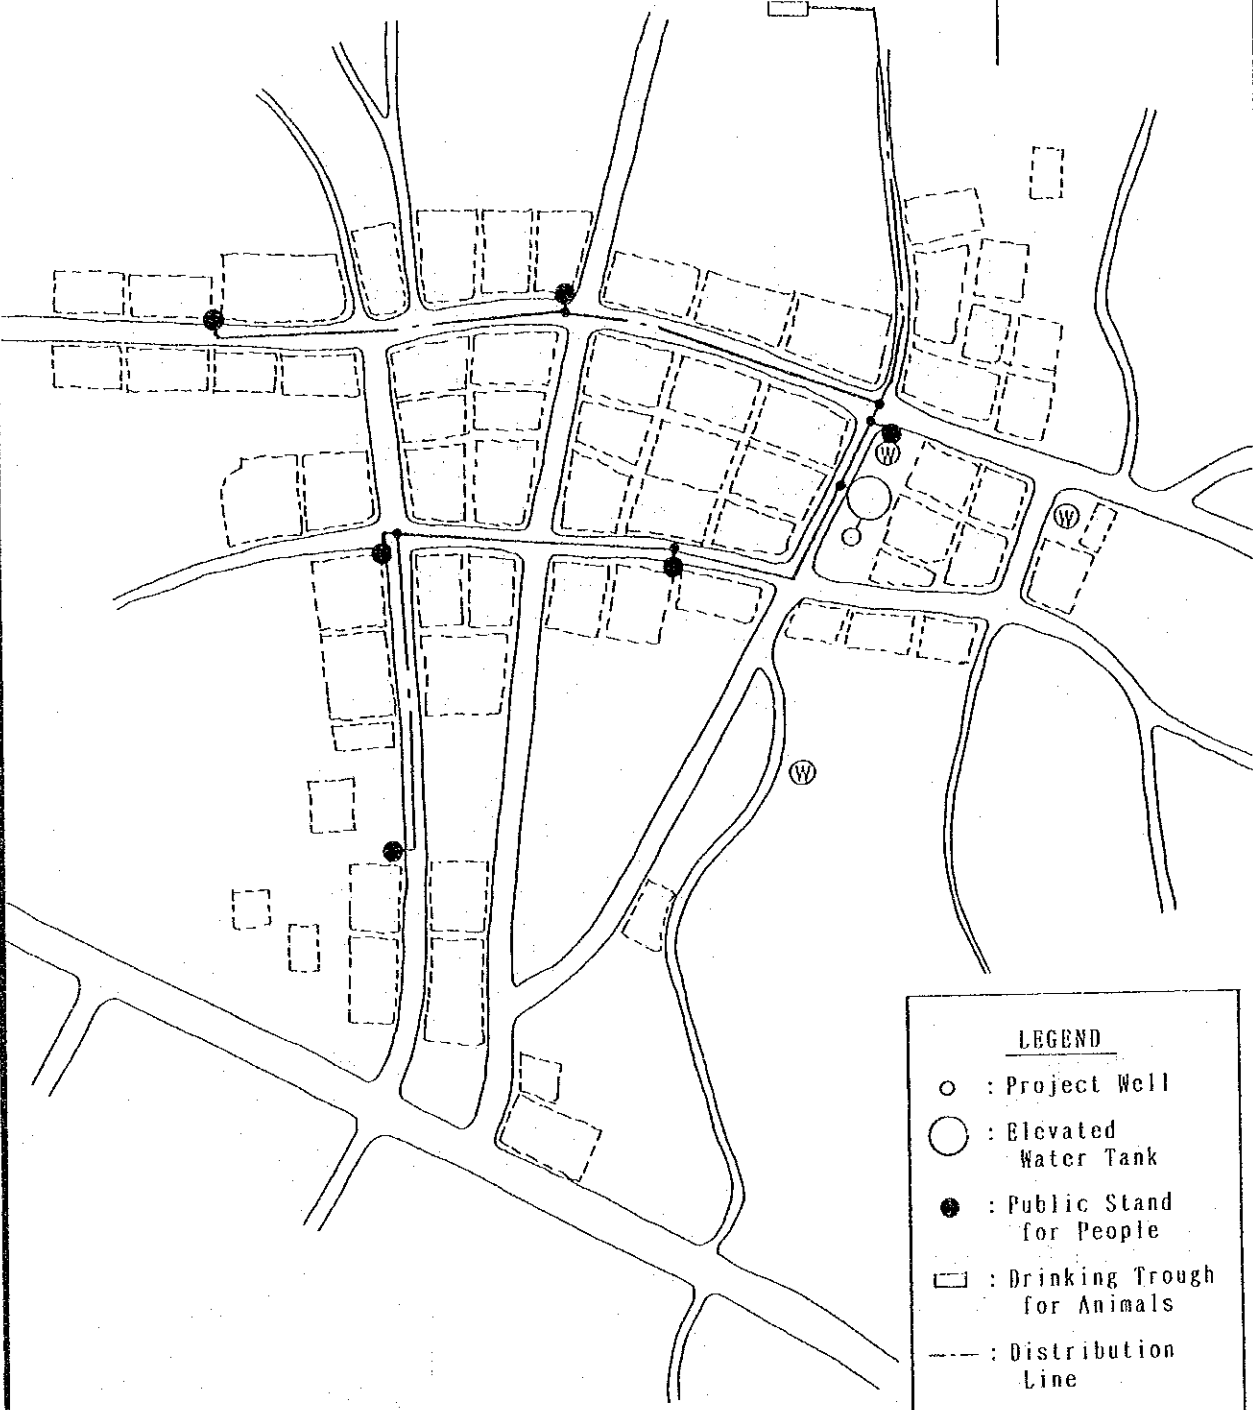 W
W
W
LEGEND
: Project Well
: Elevated
Water Tank
: Public Stand
for People
: Drinking Trough
for Animals
: Distribution
Line